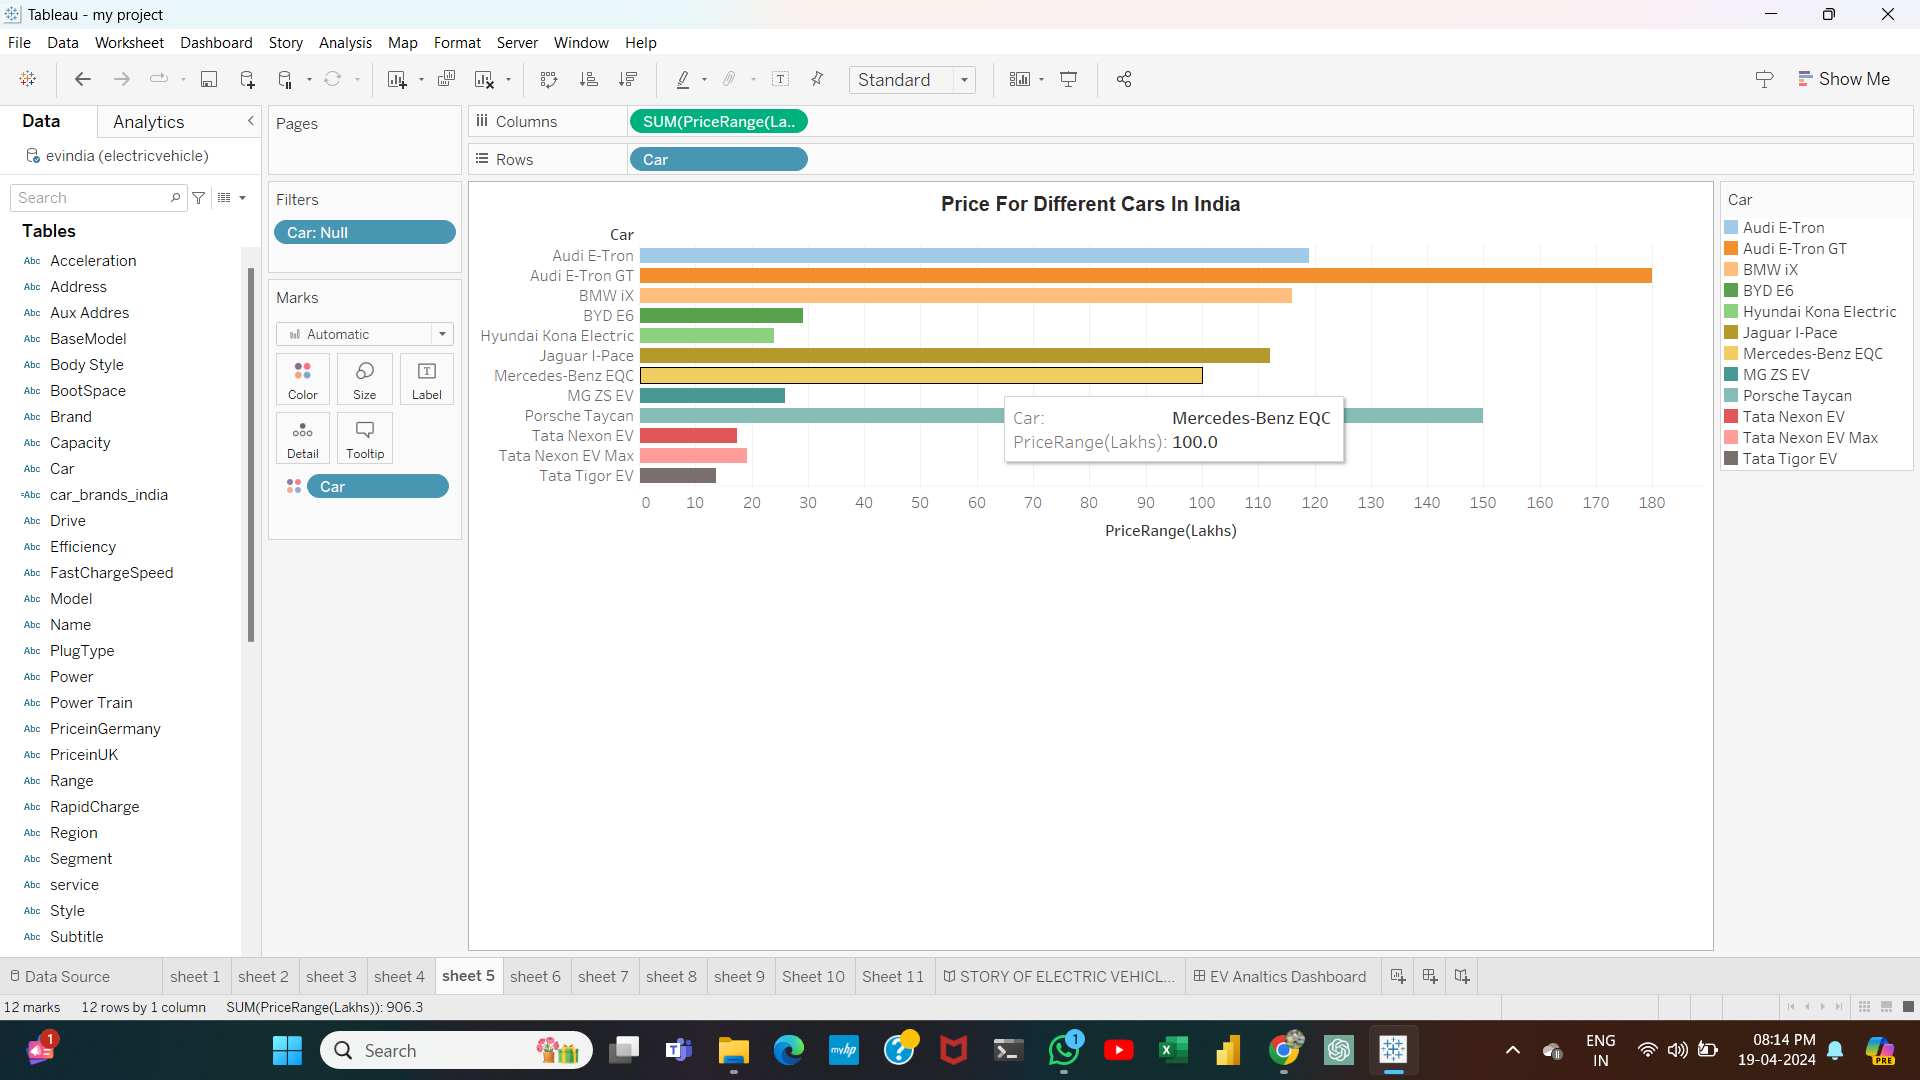 Tableau - my project
File Data Worksheet Dashboard Story Analysis Map Format Server Window Help
Standard
Show Me
Data Analytics
evindia (electricvehicle)
Search
Tables
Abc Acceleration
Abc Address
Abc Aux Addres
Abc BaseModel
Abc Body Style
Abc BootSpace
Abc Brand
Abc Capacity
Abc Car
=Abc car_brands_india
Abc Drive
Abc Efficiency
Abc FastChargeSpeed
Abc Model
Abc Name
Abc PlugType
Abc Power
Abc Power Train
Abc PriceinGermany
Abc PriceinUK
Abc Range
Abc RapidCharge
Abc Region
Abc Segment
Abc service
Abc Style
Abc Subtitle
Pages
Filters
Car: Null
Marks
Automatic
Color Size Label
Detail Tooltip
Car
Columns SUM(PriceRange(La..
Rows Car
Price For Different Cars In India
Car
Audi E-Tron
Audi E-Tron GT
BMW iX
BYD E6
Hyundai Kona Electric
Jaguar I-Pace
Mercedes-Benz EQC
MG ZS EV
Porsche Taycan
Tata Nexon EV
Tata Nexon EV Max
Tata Tigor EV
Car: Mercedes-Benz EQC
PriceRange(Lakhs): 100.0
0 10 20 30 40 50 60 70 80 90 100 110 120 130 140 150 160 170 180
PriceRange(Lakhs)
Car
Audi E-Tron
Audi E-Tron GT
BMW iX
BYD E6
Hyundai Kona Electric
Jaguar I-Pace
Mercedes-Benz EQC
MG ZS EV
Porsche Taycan
Tata Nexon EV
Tata Nexon EV Max
Tata Tigor EV
Data Source sheet 1 sheet 2 sheet 3 sheet 4 sheet 5 sheet 6 sheet 7 sheet 8 sheet 9 Sheet 10 Sheet 11 STORY OF ELECTRIC VEHICL... EV Analtics Dashboard
12 marks 12 rows by 1 column SUM(PriceRange(Lakhs)): 906.3
1
Search
myhp
1
ENG
IN
08:14 PM
19-04-2024
PRE